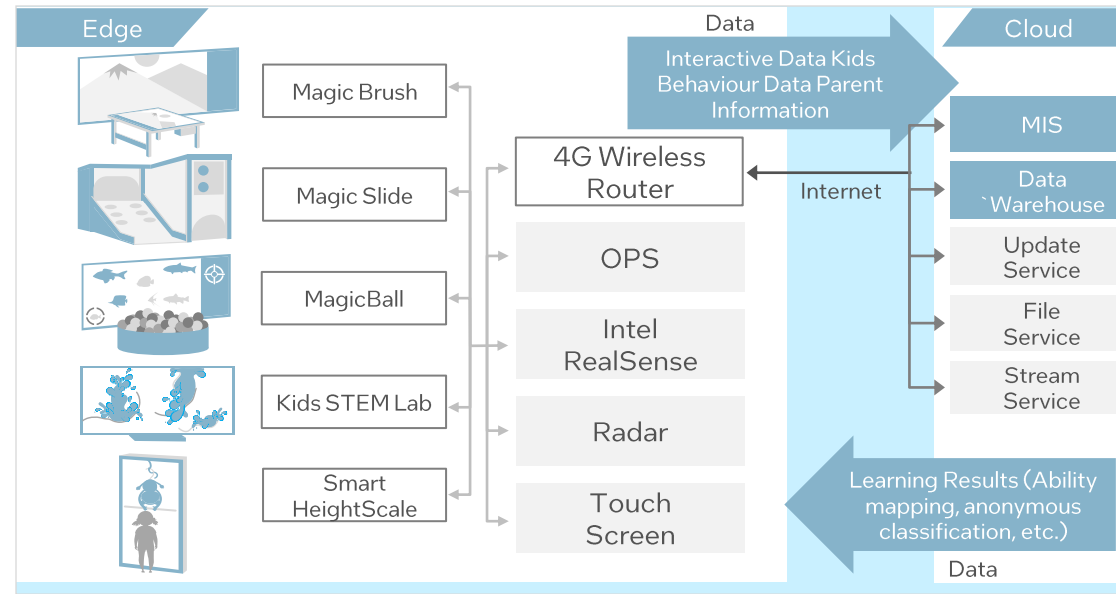 Edge
Data
Cloud
Interactive Data Kids
Behaviour Data Parent
Information
Magic Brush
Magic Slide
MagicBall
Kids STEM Lab
Smart
HeightScale
4G Wireless
Router
OPS
Intel
RealSense
Radar
Touch
Screen
Internet
MIS
Data
`Warehouse
Update
Service
File
Service
Stream
Service
Learning Results (Ability
mapping, anonymous
classification, etc.)
Data